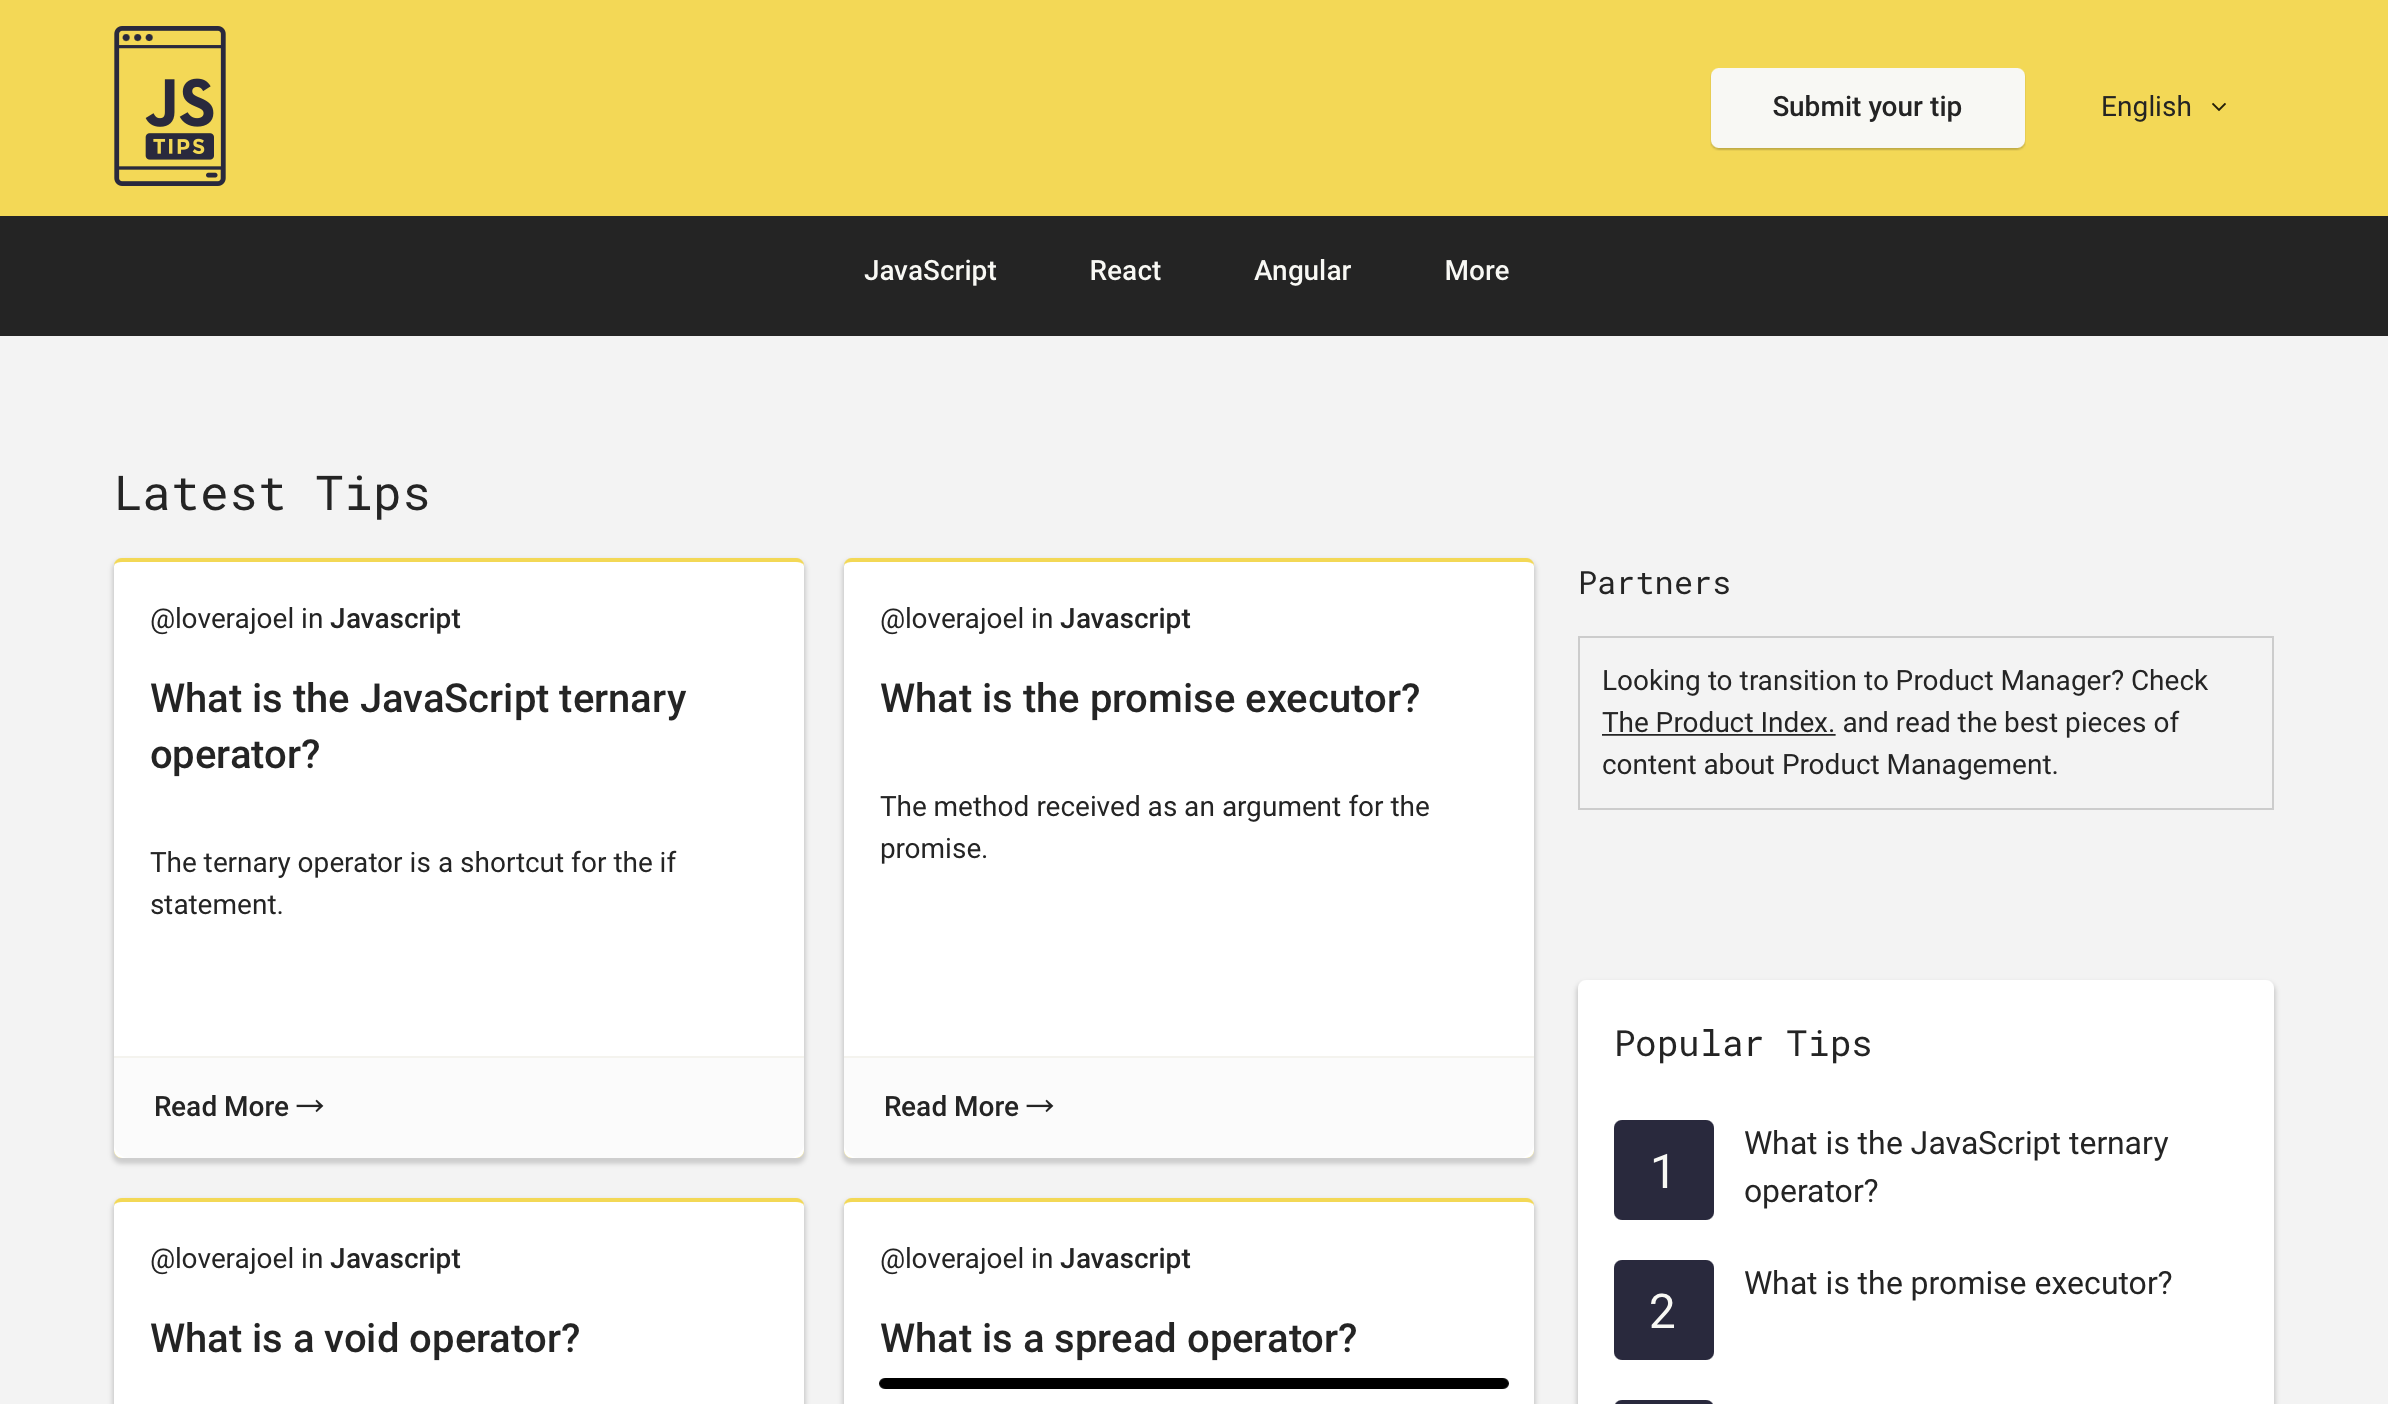 JS
TIPS
Submit your tip
English
JavaScript
React
Angular
More
Latest Tips
@loverajoel in Javascript
What is the JavaScript ternary
operator?
The ternary operator is a shortcut for the if
statement.
Read More →
@loverajoel in Javascript
What is the promise executor?
The method received as an argument for the
promise.
Read More →
@loverajoel in Javascript
What is a void operator?
@loverajoel in Javascript
What is a spread operator?
Partners
Looking to transition to Product Manager? Check
The Product Index. and read the best pieces of
content about Product Management.
Popular Tips
1
What is the JavaScript ternary
operator?
2
What is the promise executor?